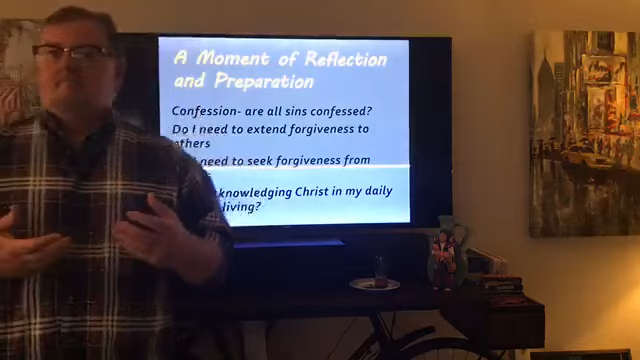 A Moment of Reflection
and Preparation
Confession- are all sins confessed?
Do I need to extend forgiveness to
others
need to seek forgiveness from
knowledging Christ in my daily
living?